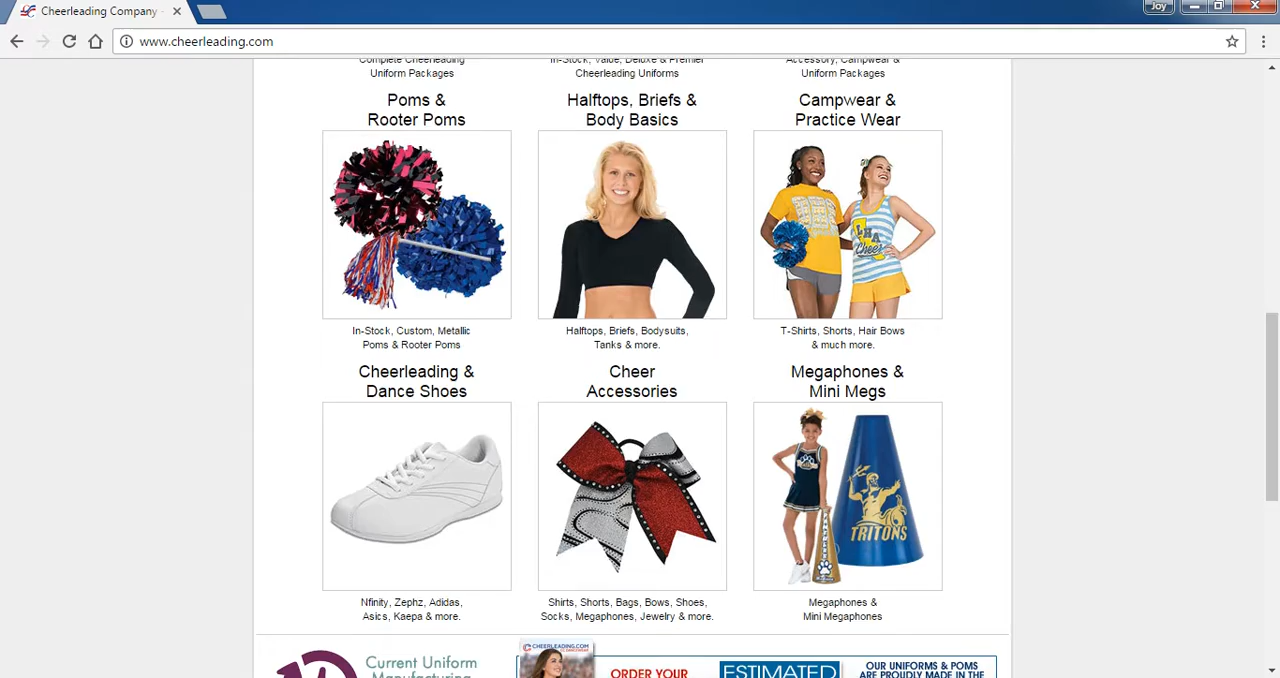 Cheerleading Company -
Joy
www.cheerleading.com
Complete Cheerleading
Uniform Packages
In-Stock, Value, Deluxe & Premier
Cheerleading Uniforms
Accessory, Campwear &
Uniform Packages
Poms &
Rooter Poms
Halftops, Briefs &
Body Basics
Campwear &
Practice Wear
LHA
Cheer
In-Stock, Custom, Metallic
Poms & Rooter Poms
Halftops, Briefs, Bodysuits,
Tanks & more.
T-Shirts, Shorts, Hair Bows
& much more.
Cheerleading &
Dance Shoes
Cheer
Accessories
Megaphones &
Mini Megs
TRITONS
Nfinity, Zephz, Adidas,
Asics, Kaepa & more.
Shirts, Shorts, Bags, Bows, Shoes,
Socks, Megaphones, Jewelry & more.
Megaphones &
Mini Megaphones
Current Uniform
Manufacturing
CHEERLEADING.COM
ORDER YOUR
ESTIMATED
OUR UNIFORMS & POMS
ARE PROUDLY MADE IN THE